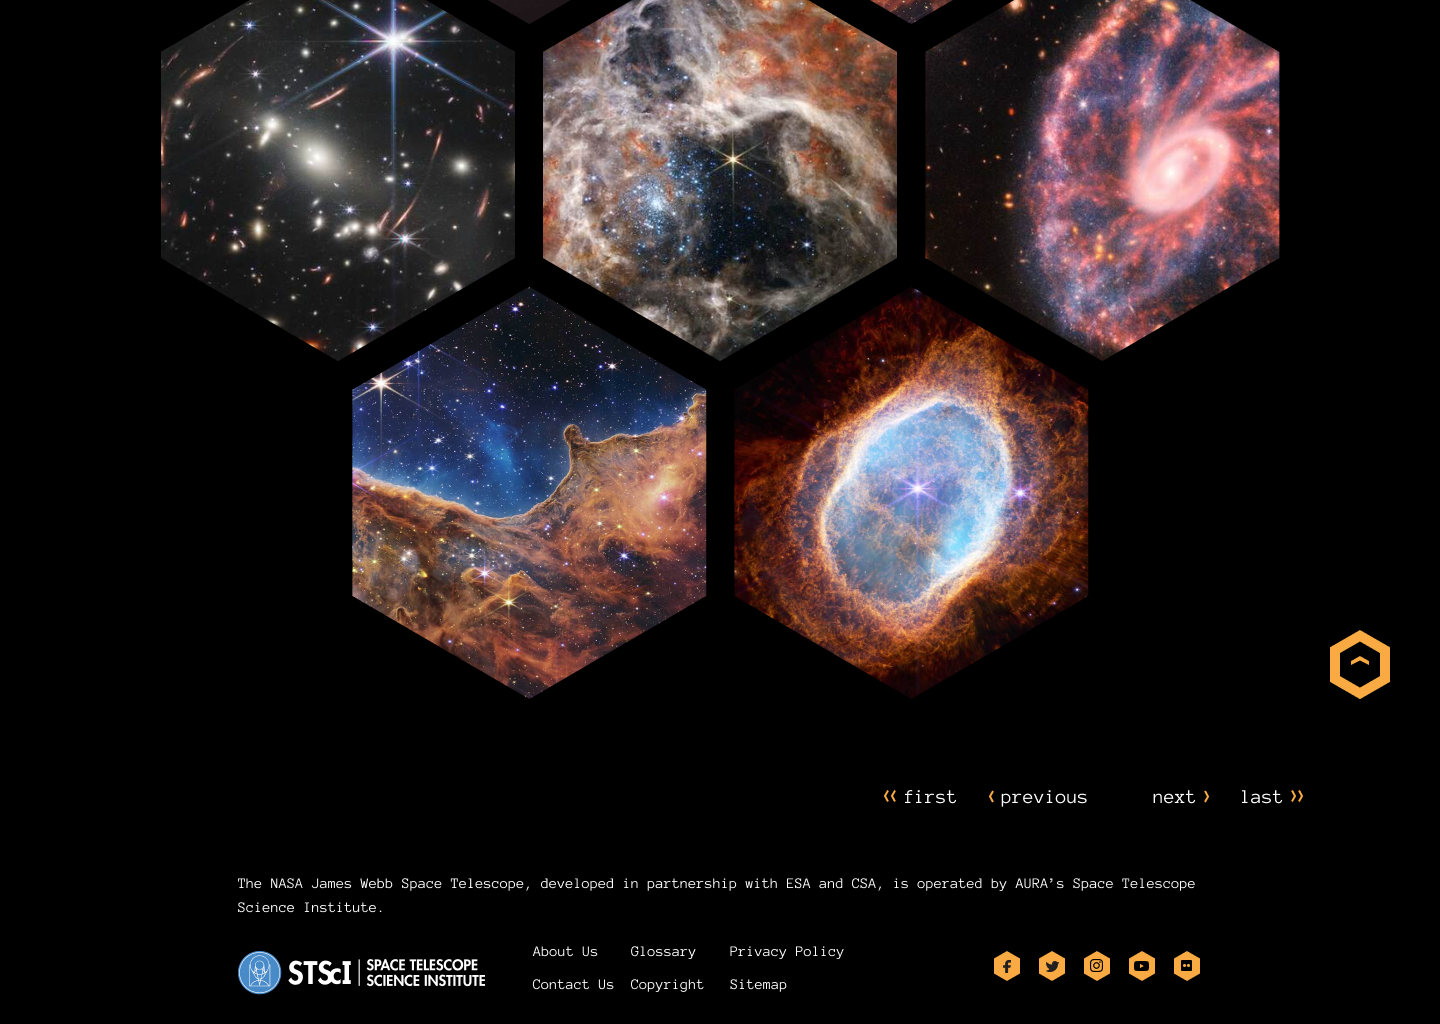 first previous next last
The NASA James Webb Space Telescope, developed in partnership with ESA and CSA, is operated by AURA’s Space Telescope
Science Institute.
STScI | SPACE TELESCOPE
SCIENCE INSTITUTE
About Us Glossary Privacy Policy
Contact Us Copyright Sitemap